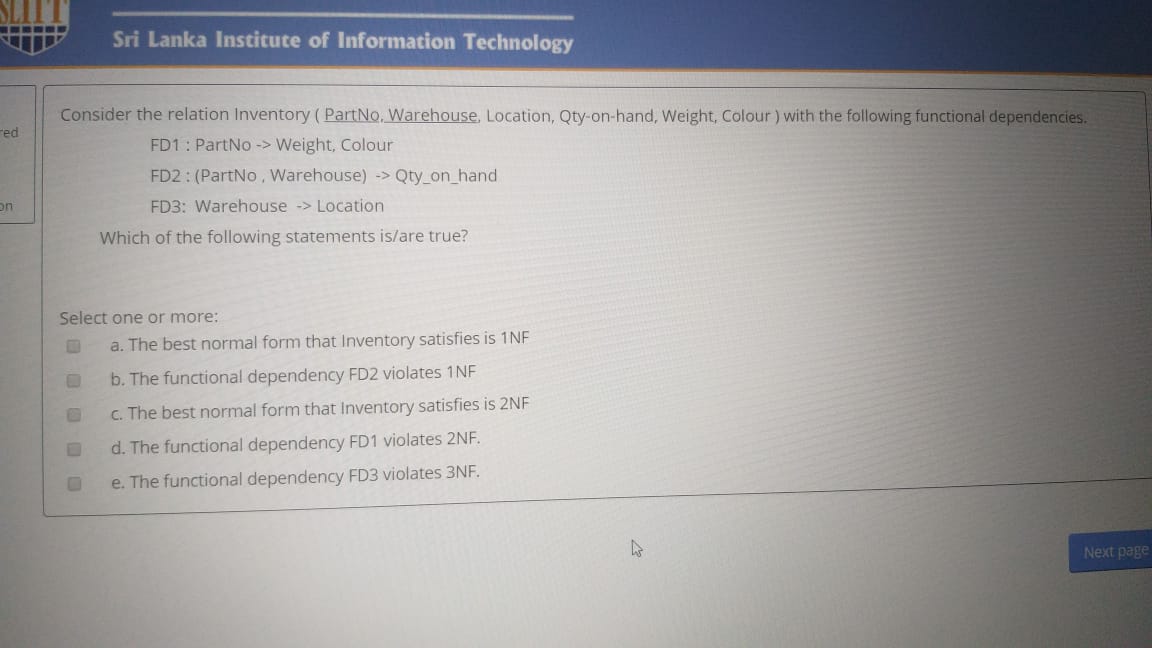 SLIIT
Sri Lanka Institute of Information Technology
Consider the relation Inventory ( PartNo, Warehouse, Location, Qty-on-hand, Weight, Colour ) with the following functional dependencies.
red
FD1 : PartNo -> Weight, Colour
FD2 : (PartNo , Warehouse) -> Qty_on_hand
on
FD3: Warehouse -> Location
Which of the following statements is/are true?
Select one or more:
a. The best normal form that Inventory satisfies is 1NF
b. The functional dependency FD2 violates 1NF
c. The best normal form that Inventory satisfies is 2NF
d. The functional dependency FD1 violates 2NF.
e. The functional dependency FD3 violates 3NF.
Next page